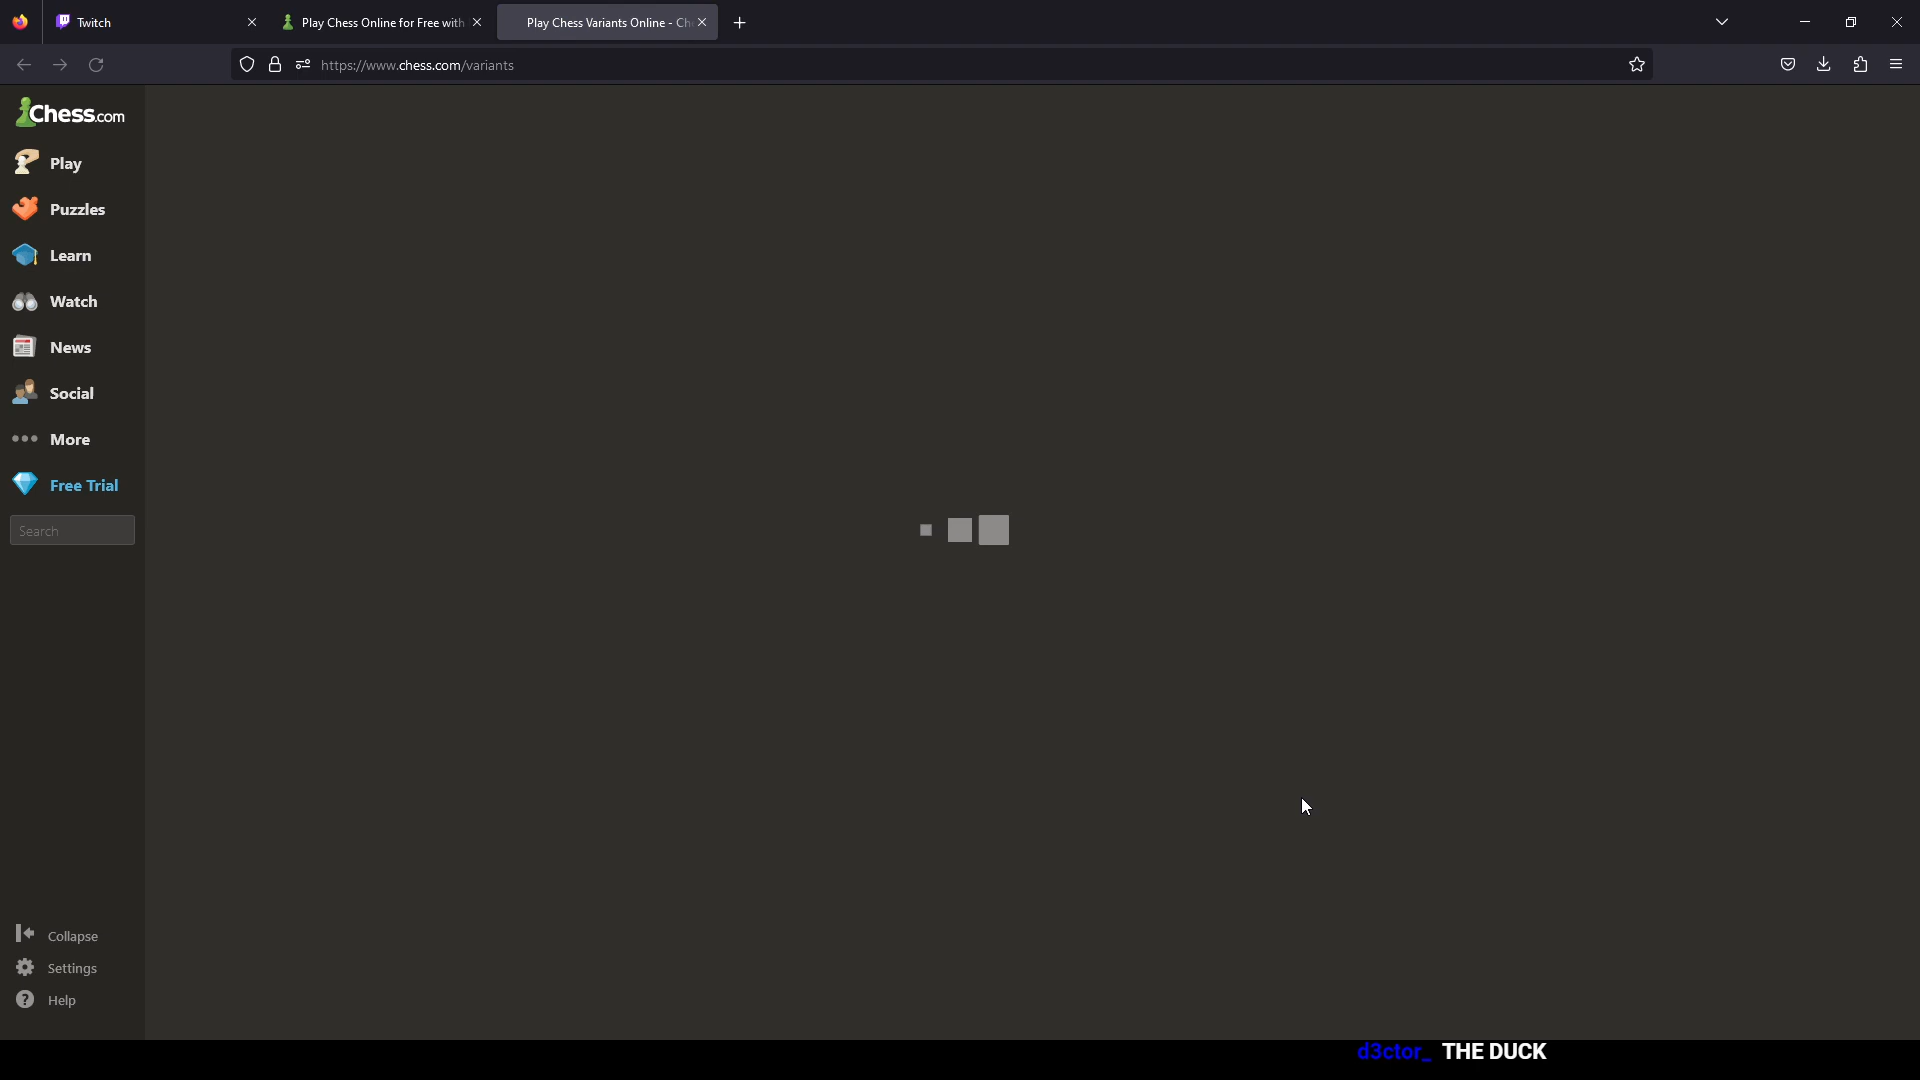 Twitch
Play Chess Online for Free with
Play Chess Variants Online - Ch
https://www.chess.com/variants
Chess.com
Play
Puzzles
Learn
Watch
News
Social
More
Free Trial
Search
Collapse
Settings
Help
d3ctor_ THE DUCK